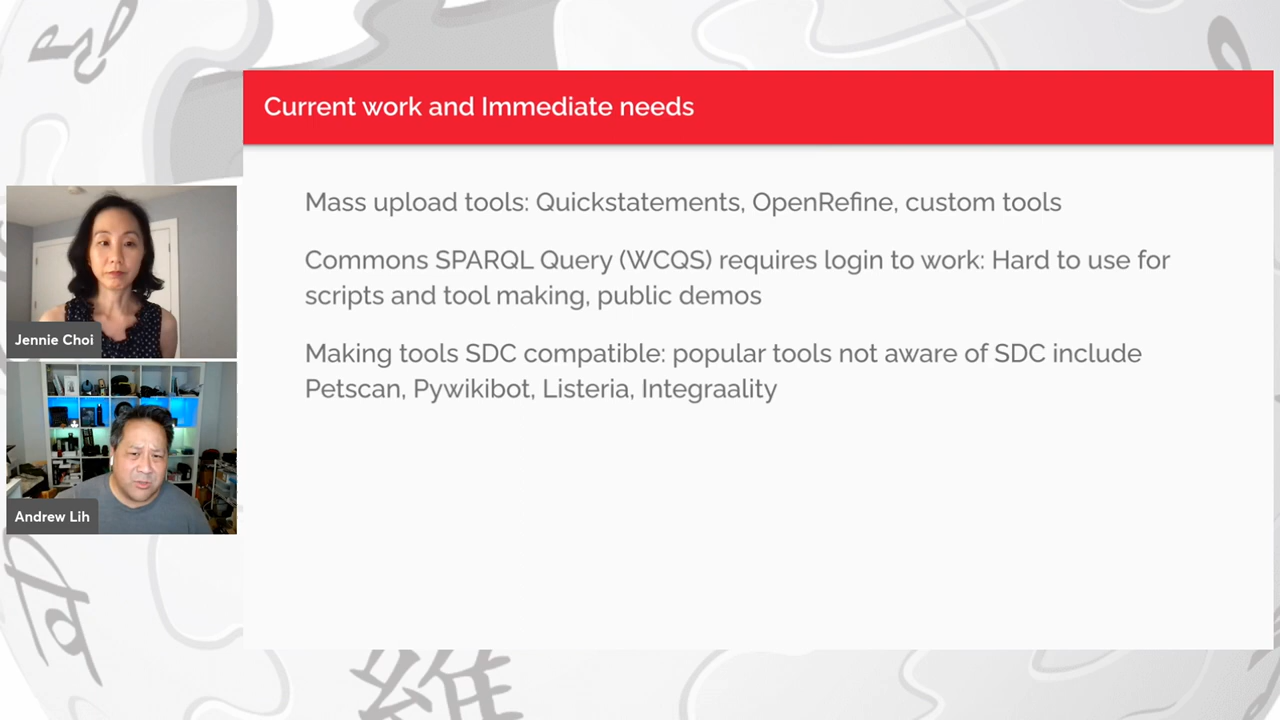 Current work and Immediate needs
Mass upload tools: Quickstatements, OpenRefine, custom tools
Commons SPARQL Query (WCQS) requires login to work: Hard to use for
scripts and tool making, public demos
Making tools SDC compatible: popular tools not aware of SDC include
Petscan, Pywikibot, Listeria, Integraality
Jennie Choi
Andrew Lih
वि
維